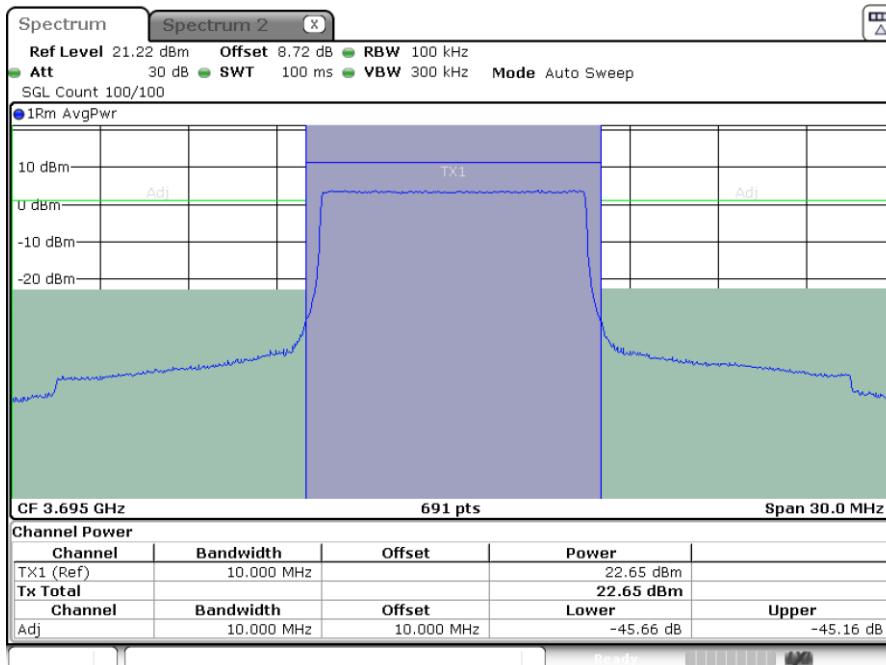 Spectrum Spectrum 2 X
Ref Level 21.22 dBm Offset 8.72 dB RBW 100 kHz
Att 30 dB SWT 100 ms VBW 300 kHz Mode Auto Sweep
SGL Count 100/100
1Rm AvgPwr
10 dBm
TX1
Adj Adj
0 dBm
-10 dBm
-20 dBm
CF 3.695 GHz 691 pts Span 30.0 MHz
Channel Power
Channel Bandwidth Offset Power
TX1 (Ref) 10.000 MHz 22.65 dBm
Tx Total 22.65 dBm
Channel Bandwidth Offset Lower Upper
Adj 10.000 MHz 10.000 MHz -45.66 dB -45.16 dB
Ready